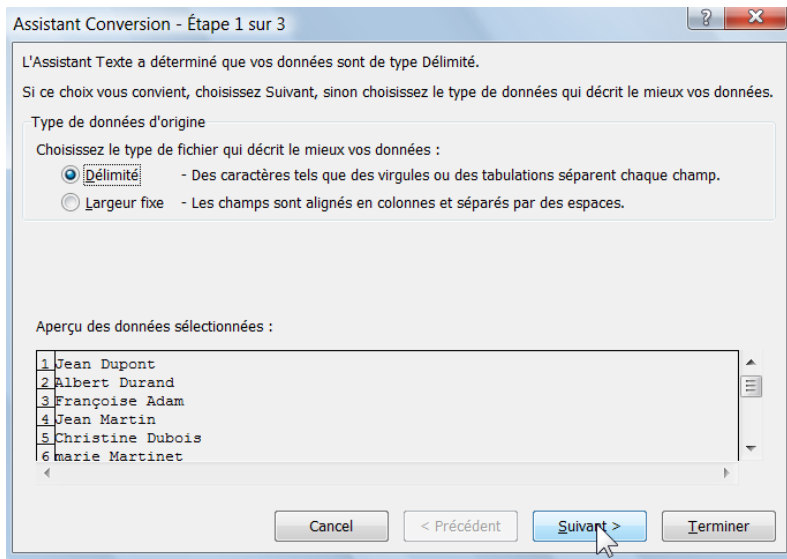 Assistant Conversion - Étape 1 sur 3
?
X
L'Assistant Texte a déterminé que vos données sont de type Délimité.
Si ce choix vous convient, choisissez Suivant, sinon choisissez le type de données qui décrit le mieux vos données.
Type de données d'origine
Choisissez le type de fichier qui décrit le mieux vos données :
Délimité - Des caractères tels que des virgules ou des tabulations séparent chaque champ.
Largeur fixe - Les champs sont alignés en colonnes et séparés par des espaces.
Aperçu des données sélectionnées :
1 Jean Dupont
2 Albert Durand
3 Françoise Adam
4 Jean Martin
5 Christine Dubois
6 marie Martinet
Cancel < Précédent Suivant > Terminer